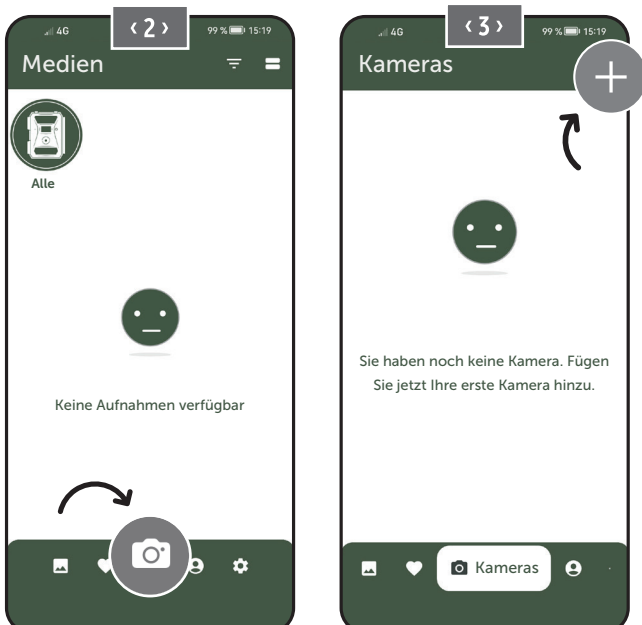 ‹ 2 ›
4G
99 % 15:19
Medien
Alle
Keine Aufnahmen verfügbar
‹ 3 ›
4G
99 % 15:19
Kameras
Sie haben noch keine Kamera. Fügen
Sie jetzt Ihre erste Kamera hinzu.
Kameras